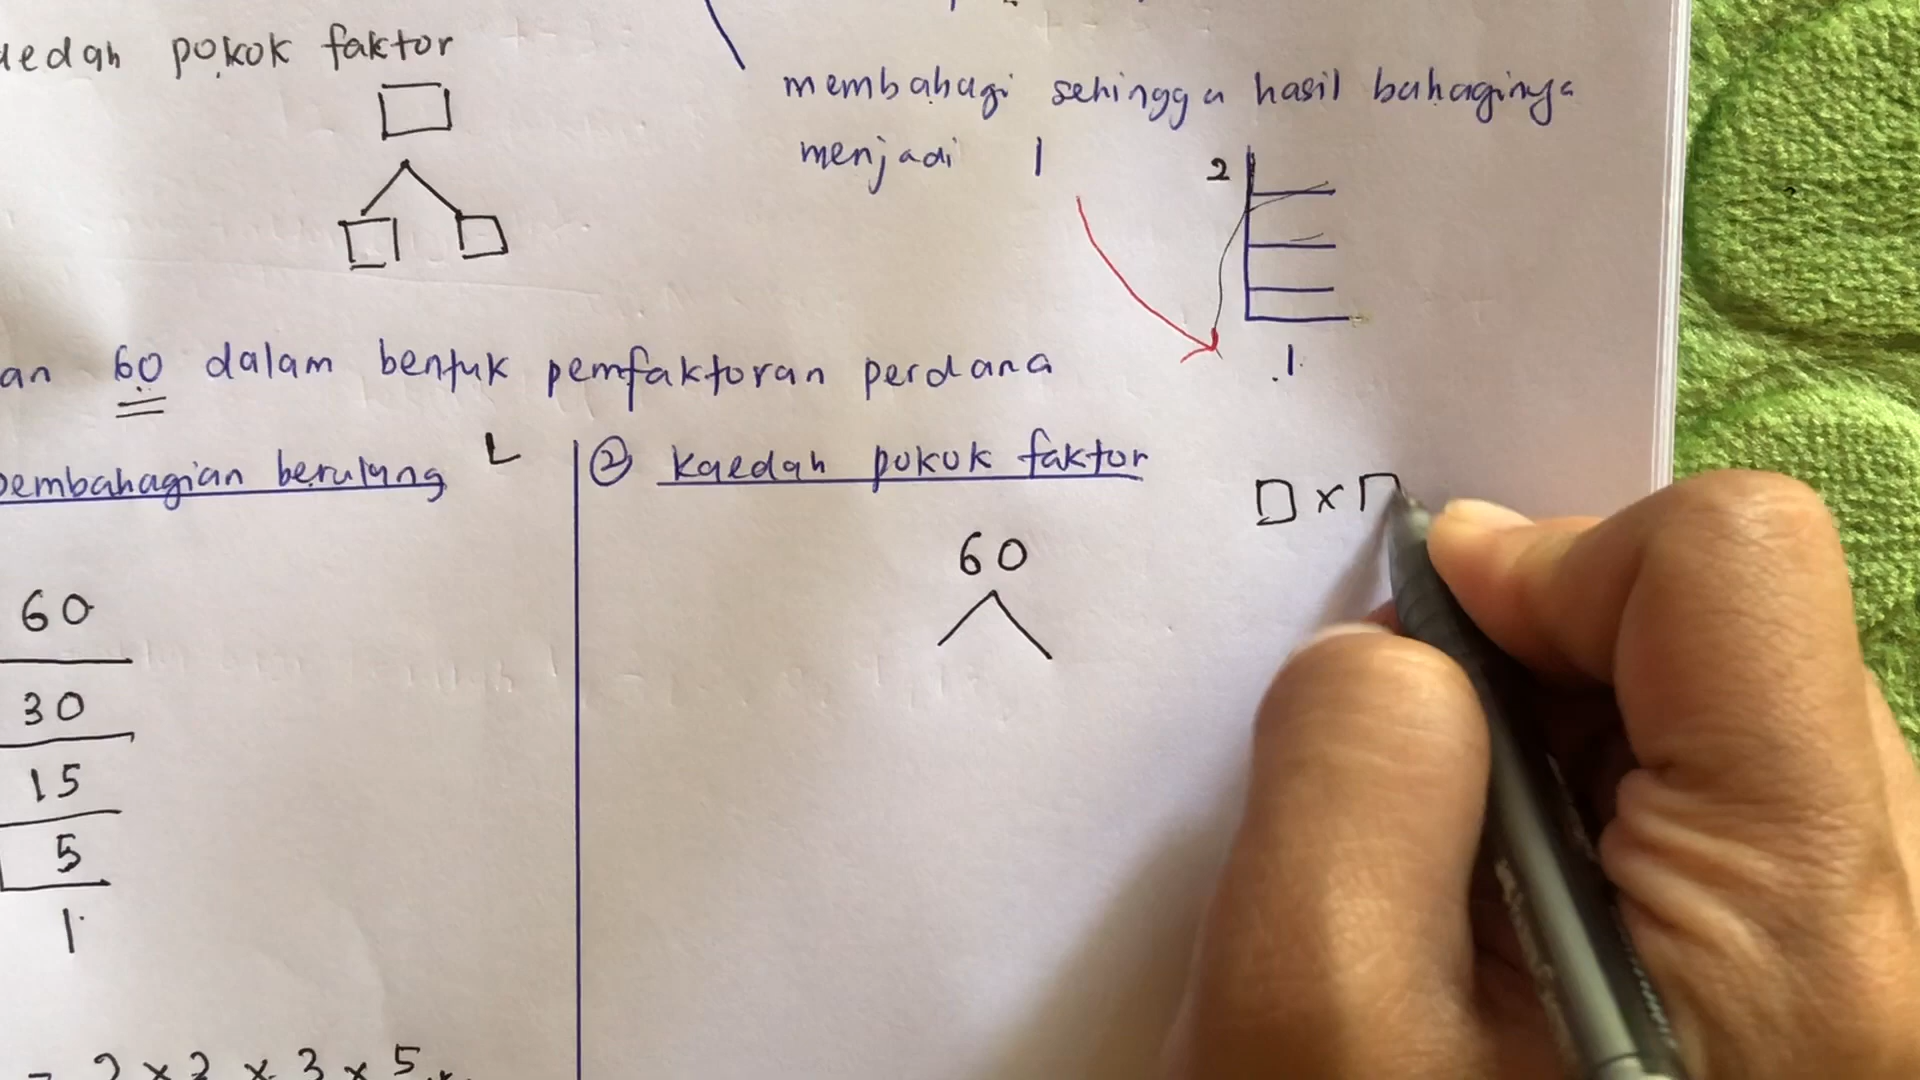 pokok faktor
membahagi sehingga hasil bahaginya
menjadi 1
2
1
60 dalam bentuk pemfaktoran perdana
pembahagian berulang
② kaedah pokok faktor
□ x
60
60
30
15
5
1
= 2 x 2 x 3 x 5